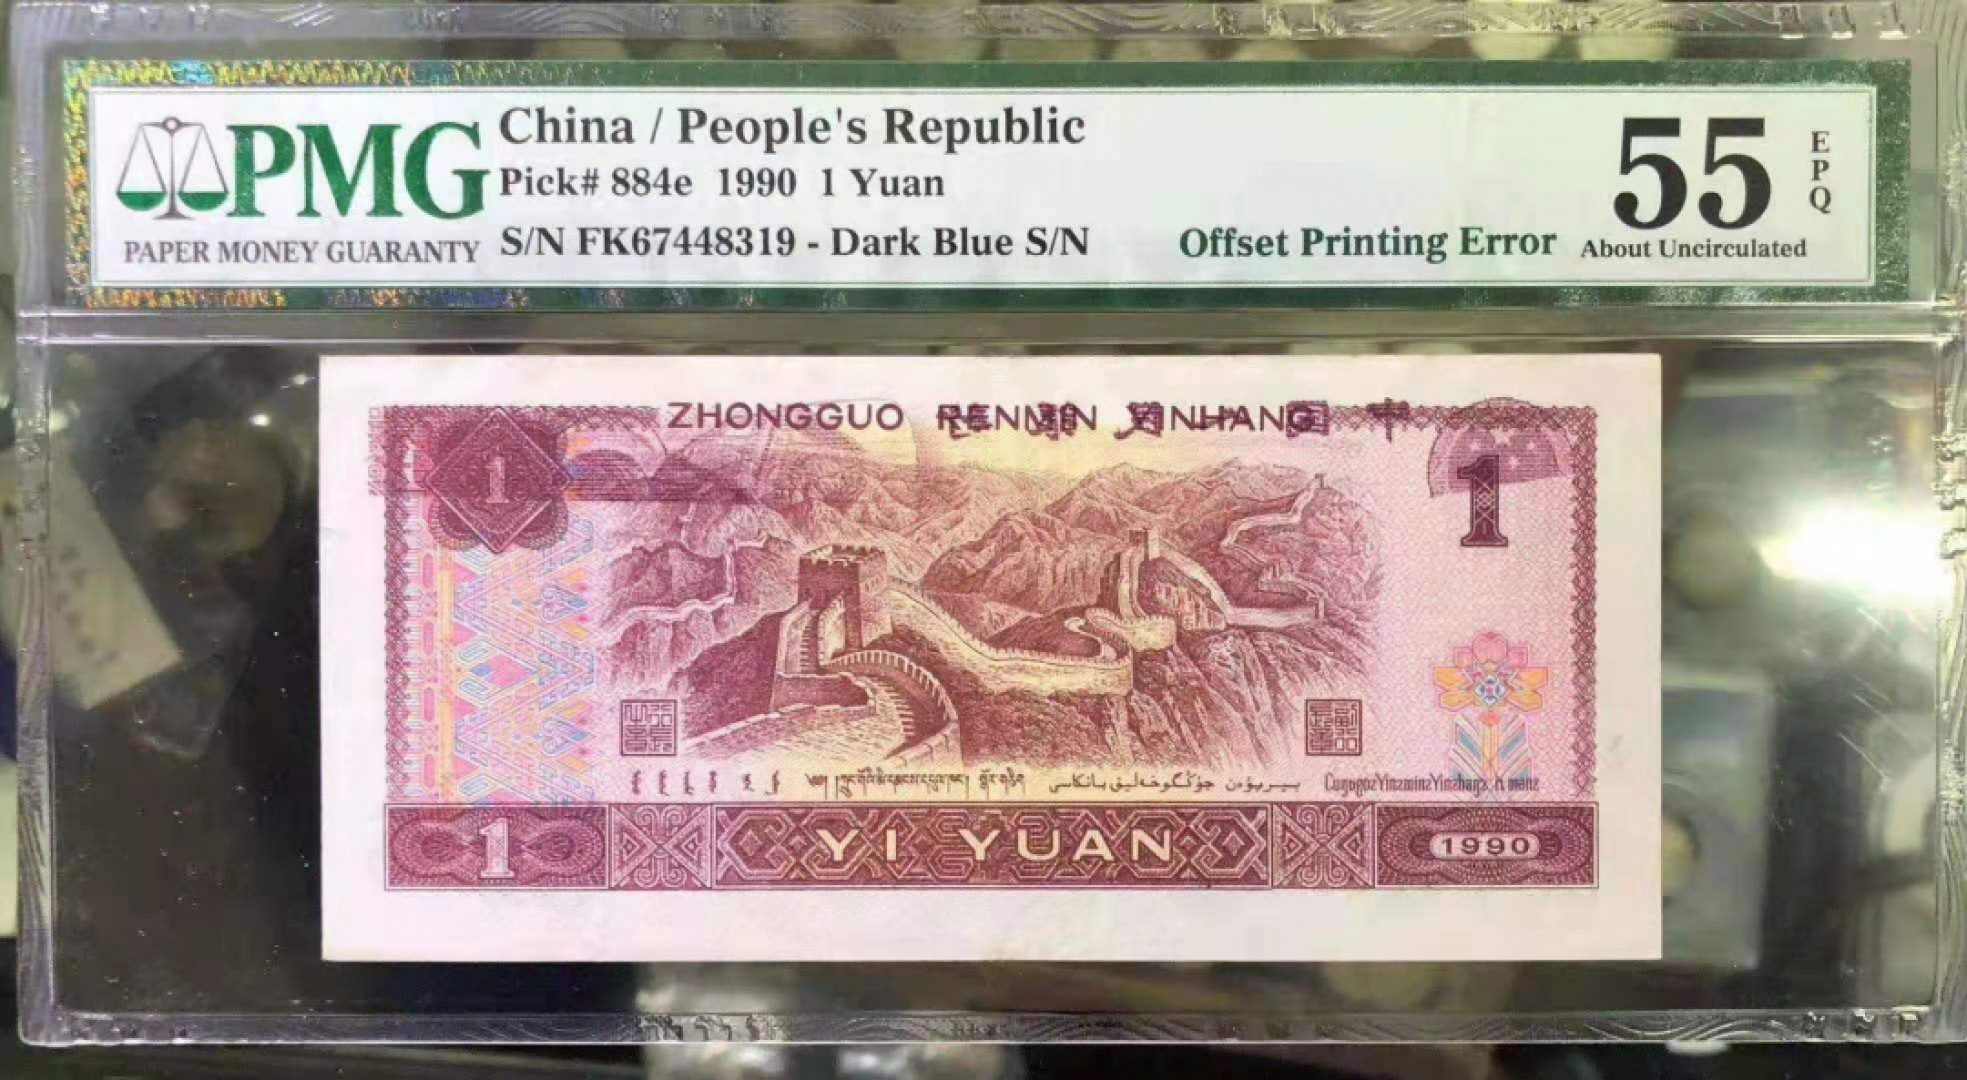 PMG
PAPER MONEY GUARANTY
China / People's Republic
Pick# 884e 1990 1 Yuan
S/N FK67448319 - Dark Blue S/N
Offset Printing Error
55
EPQ
About Uncirculated
ZHONGGUO RENMIN YINHANG
1
1
1 YI YUAN 1990